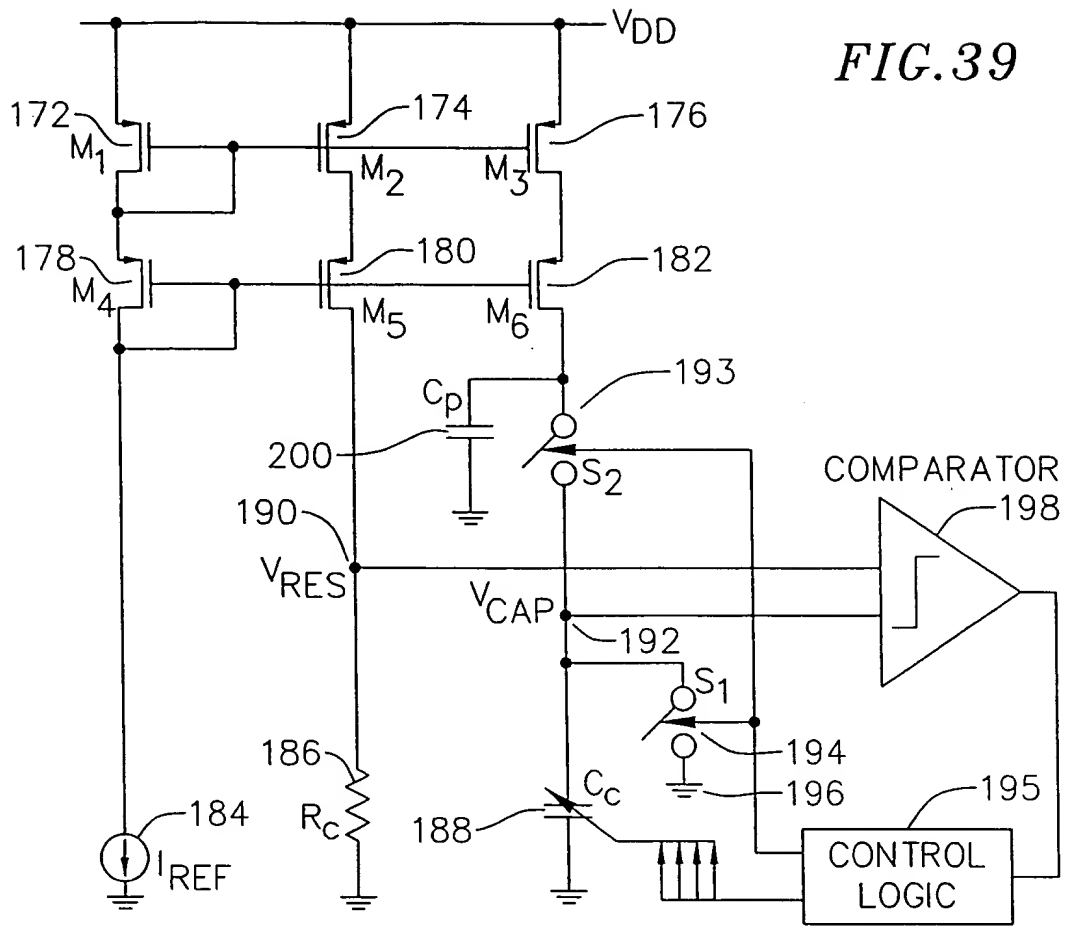 V_DD
FIG.39
172
174
176
M_1
M_2
M_3
178
180
182
M_4
M_5
M_6
193
C_p
200
S_2
COMPARATOR
198
190
V_RES
V_CAP
192
S_1
194
196
186
R_c
C_c
188
195
184
I_REF
CONTROL
LOGIC